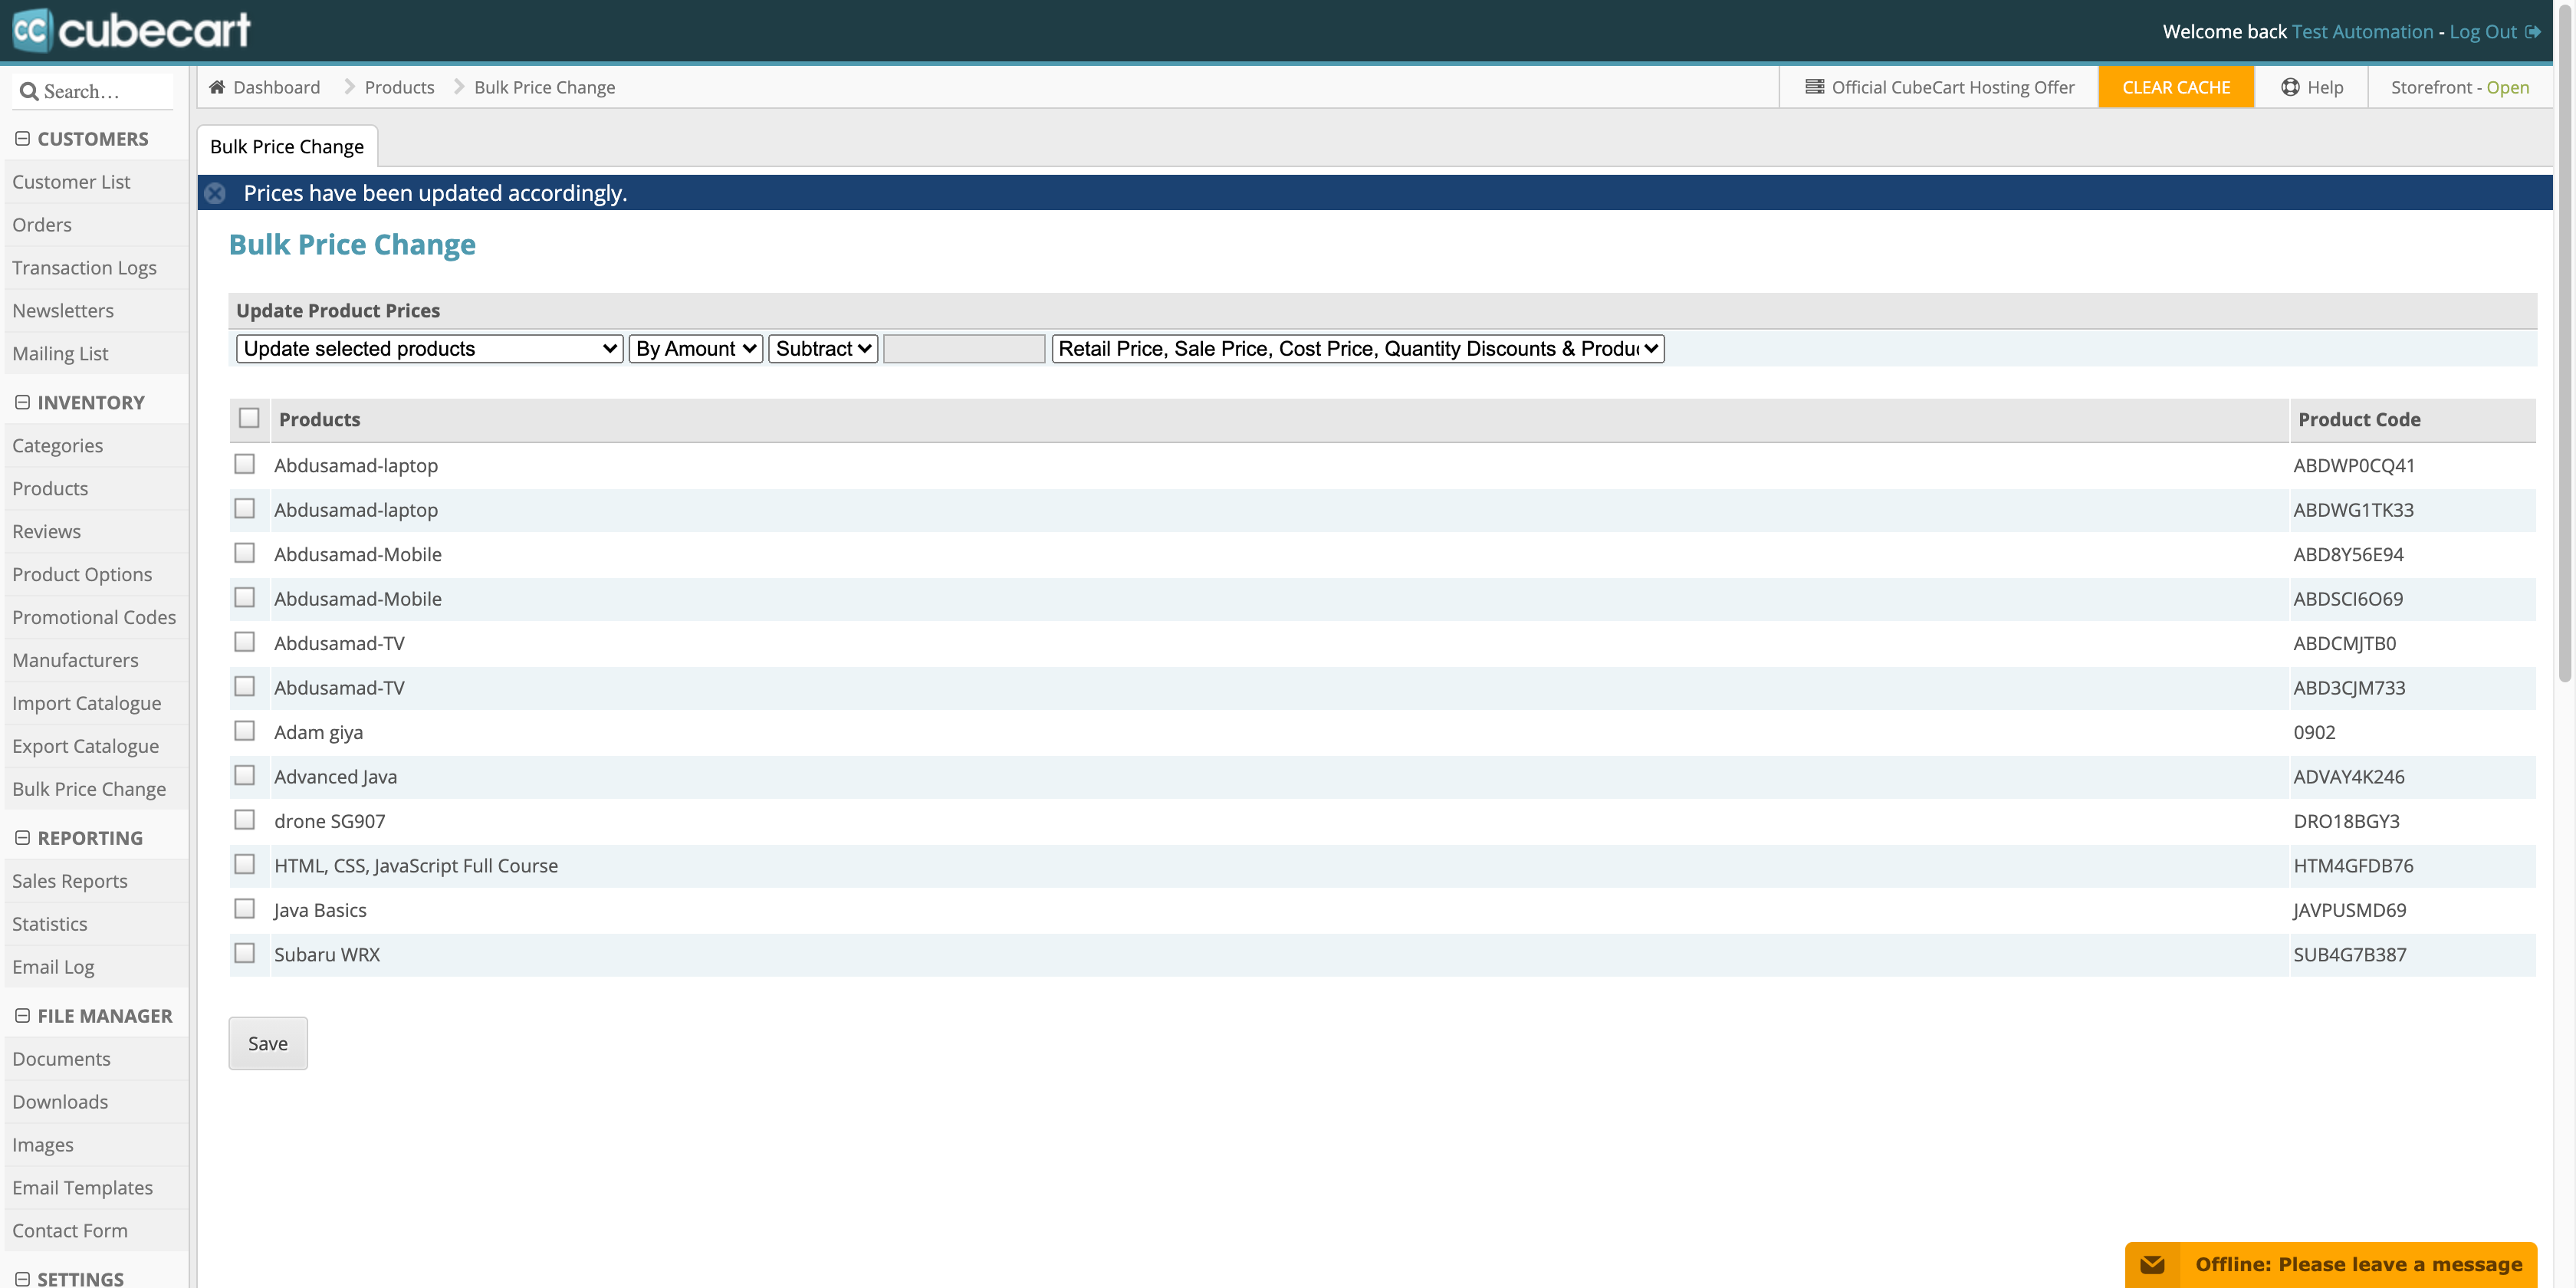 cubecart
Welcome back Test Automation - Log Out
Search…
Dashboard Products Bulk Price Change
Official CubeCart Hosting Offer
CLEAR CACHE
Help
Storefront - Open
CUSTOMERS
Customer List
Orders
Transaction Logs
Newsletters
Mailing List
INVENTORY
Categories
Products
Reviews
Product Options
Promotional Codes
Manufacturers
Import Catalogue
Export Catalogue
Bulk Price Change
REPORTING
Sales Reports
Statistics
Email Log
FILE MANAGER
Documents
Downloads
Images
Email Templates
Contact Form
SETTINGS
Bulk Price Change
Prices have been updated accordingly.
Bulk Price Change
Update Product Prices
Update selected products By Amount Subtract Retail Price, Sale Price, Cost Price, Quantity Discounts & Produ
Products Product Code
Abdusamad-laptop ABDWP0CQ41
Abdusamad-laptop ABDWG1TK33
Abdusamad-Mobile ABD8Y56E94
Abdusamad-Mobile ABDSCI6O69
Abdusamad-TV ABDCMJTB0
Abdusamad-TV ABD3CJM733
Adam giya 0902
Advanced Java ADVAY4K246
drone SG907 DRO18BGY3
HTML, CSS, JavaScript Full Course HTM4GFDB76
Java Basics JAVPUSMD69
Subaru WRX SUB4G7B387
Save
Offline: Please leave a message